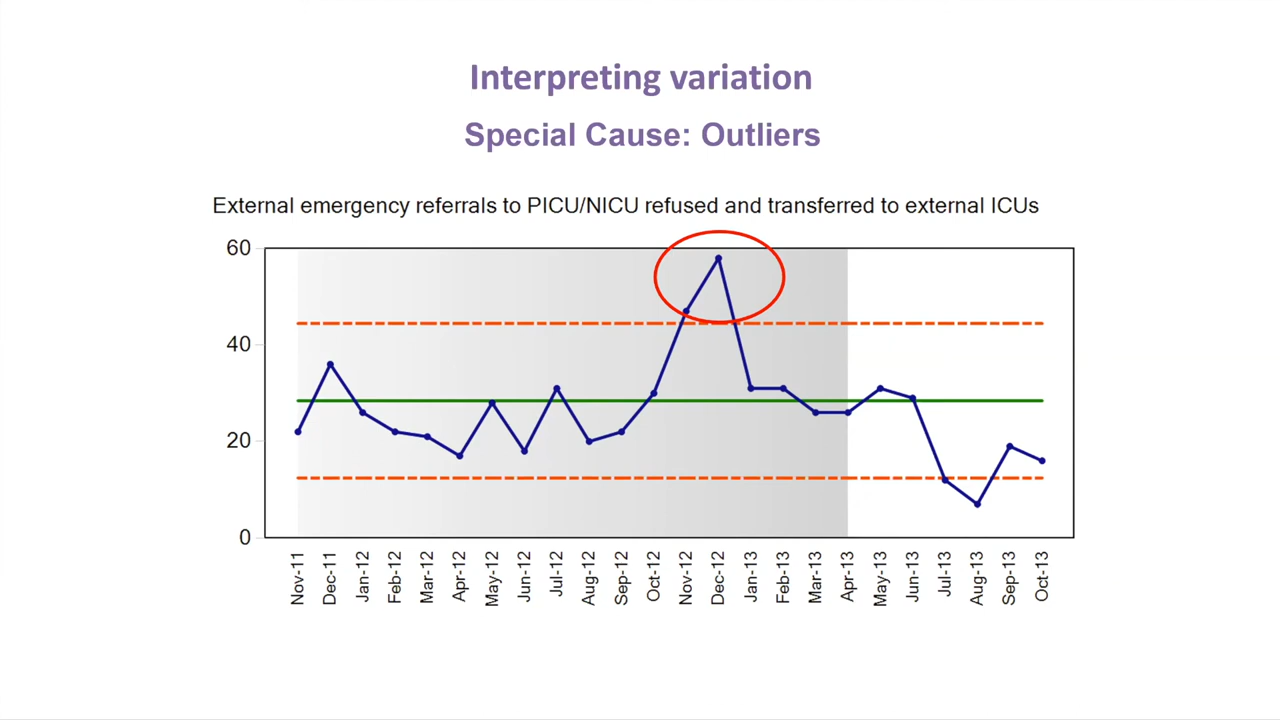 Interpreting variation
Special Cause: Outliers
External emergency referrals to PICU/NICU refused and transferred to external ICUs
60
40
20
0
Nov-11
Dec-11
Jan-12
Feb-12
Mar-12
Apr-12
May-12
Jun-12
Jul-12
Aug-12
Sep-12
Oct-12
Nov-12
Dec-12
Jan-13
Feb-13
Mar-13
Apr-13
May-13
Jun-13
Jul-13
Aug-13
Sep-13
Oct-13